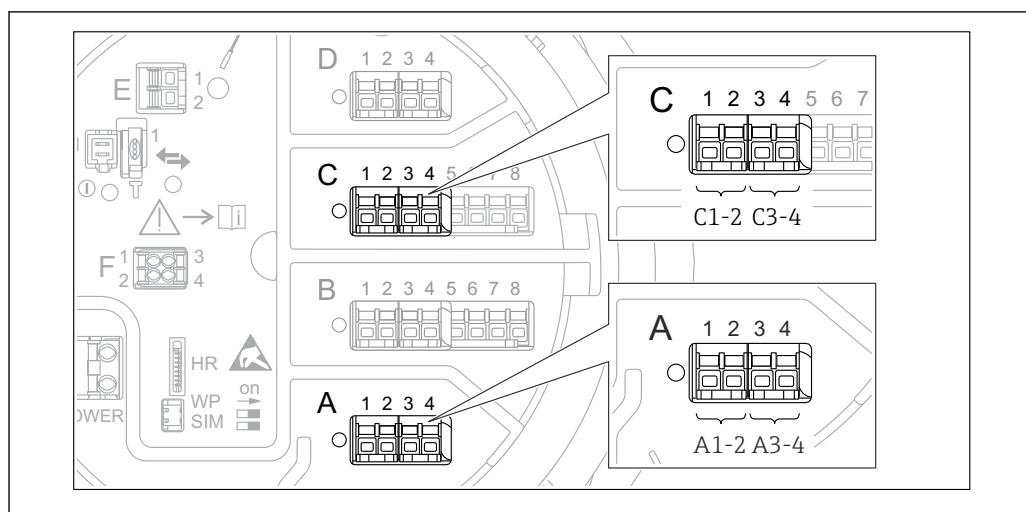 D 1 2 3 4
E 1
2
1
C 1 2 3 4 5 6 7 8
i
F 1 3
2 4
B 1 2 3 4 5 6 7 8
HR
WP on
SIM
A 1 2 3 4
C 1 2 3 4 5 6 7
C1-2 C3-4
A 1 2 3 4
A1-2 A3-4